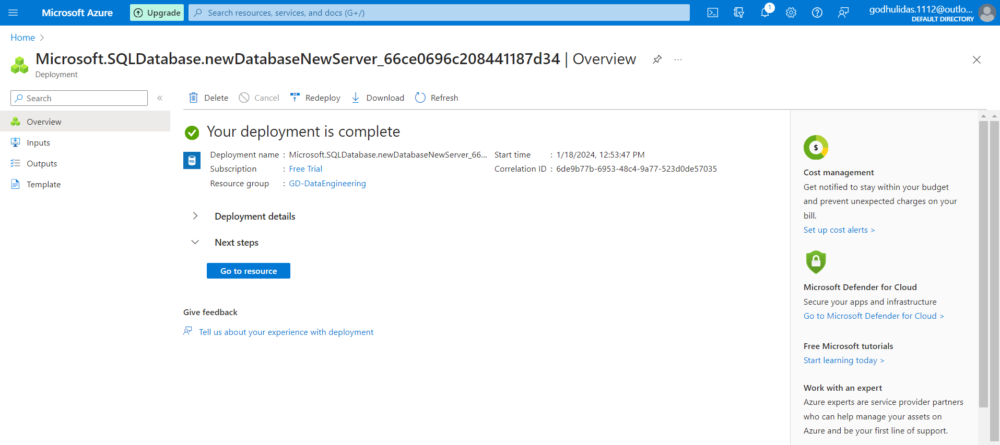 Microsoft Azure
Upgrade
Search resources, services, and docs (G+/)
1
godhulidas.1112@outlo...
DEFAULT DIRECTORY
Home
Microsoft.SQLDatabase.newDatabaseNewServer_66ce0696c208441187d34 | Overview
Deployment
Search
Delete
Cancel
Redeploy
Download
Refresh
Overview
Inputs
Outputs
Template
Your deployment is complete
SQL
Deployment name : Microsoft.SQLDatabase.newDatabaseNewServer_66...
Subscription : Free Trial
Resource group : GD-DataEngineering
Start time : 1/18/2024, 12:53:47 PM
Correlation ID : 6de9b77b-6953-48c4-9a77-523d0de57035
Deployment details
Next steps
Go to resource
Give feedback
Tell us about your experience with deployment
$
Cost management
Get notified to stay within your budget
and prevent unexpected charges on your
bill.
Set up cost alerts >
Microsoft Defender for Cloud
Secure your apps and infrastructure
Go to Microsoft Defender for Cloud >
Free Microsoft tutorials
Start learning today >
Work with an expert
Azure experts are service provider partners
who can help manage your assets on
Azure and be your first line of support.